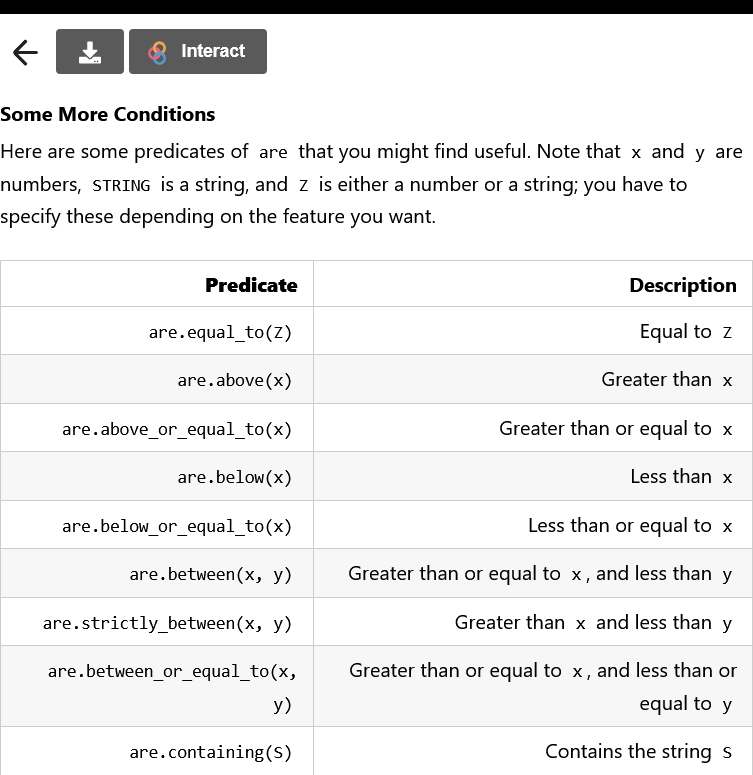 Interact
Some More Conditions
Here are some predicates of are that you might find useful. Note that x and y are
numbers, STRING is a string, and Z is either a number or a string; you have to
specify these depending on the feature you want.
Predicate Description
are.equal_to(Z) Equal to Z
are.above(x) Greater than x
are.above_or_equal_to(x) Greater than or equal to x
are.below(x) Less than x
are.below_or_equal_to(x) Less than or equal to x
are.between(x, y) Greater than or equal to x, and less than y
are.strictly_between(x, y) Greater than x and less than y
are.between_or_equal_to(x, Greater than or equal to x, and less than or
y) equal to y
are.containing(S) Contains the string S